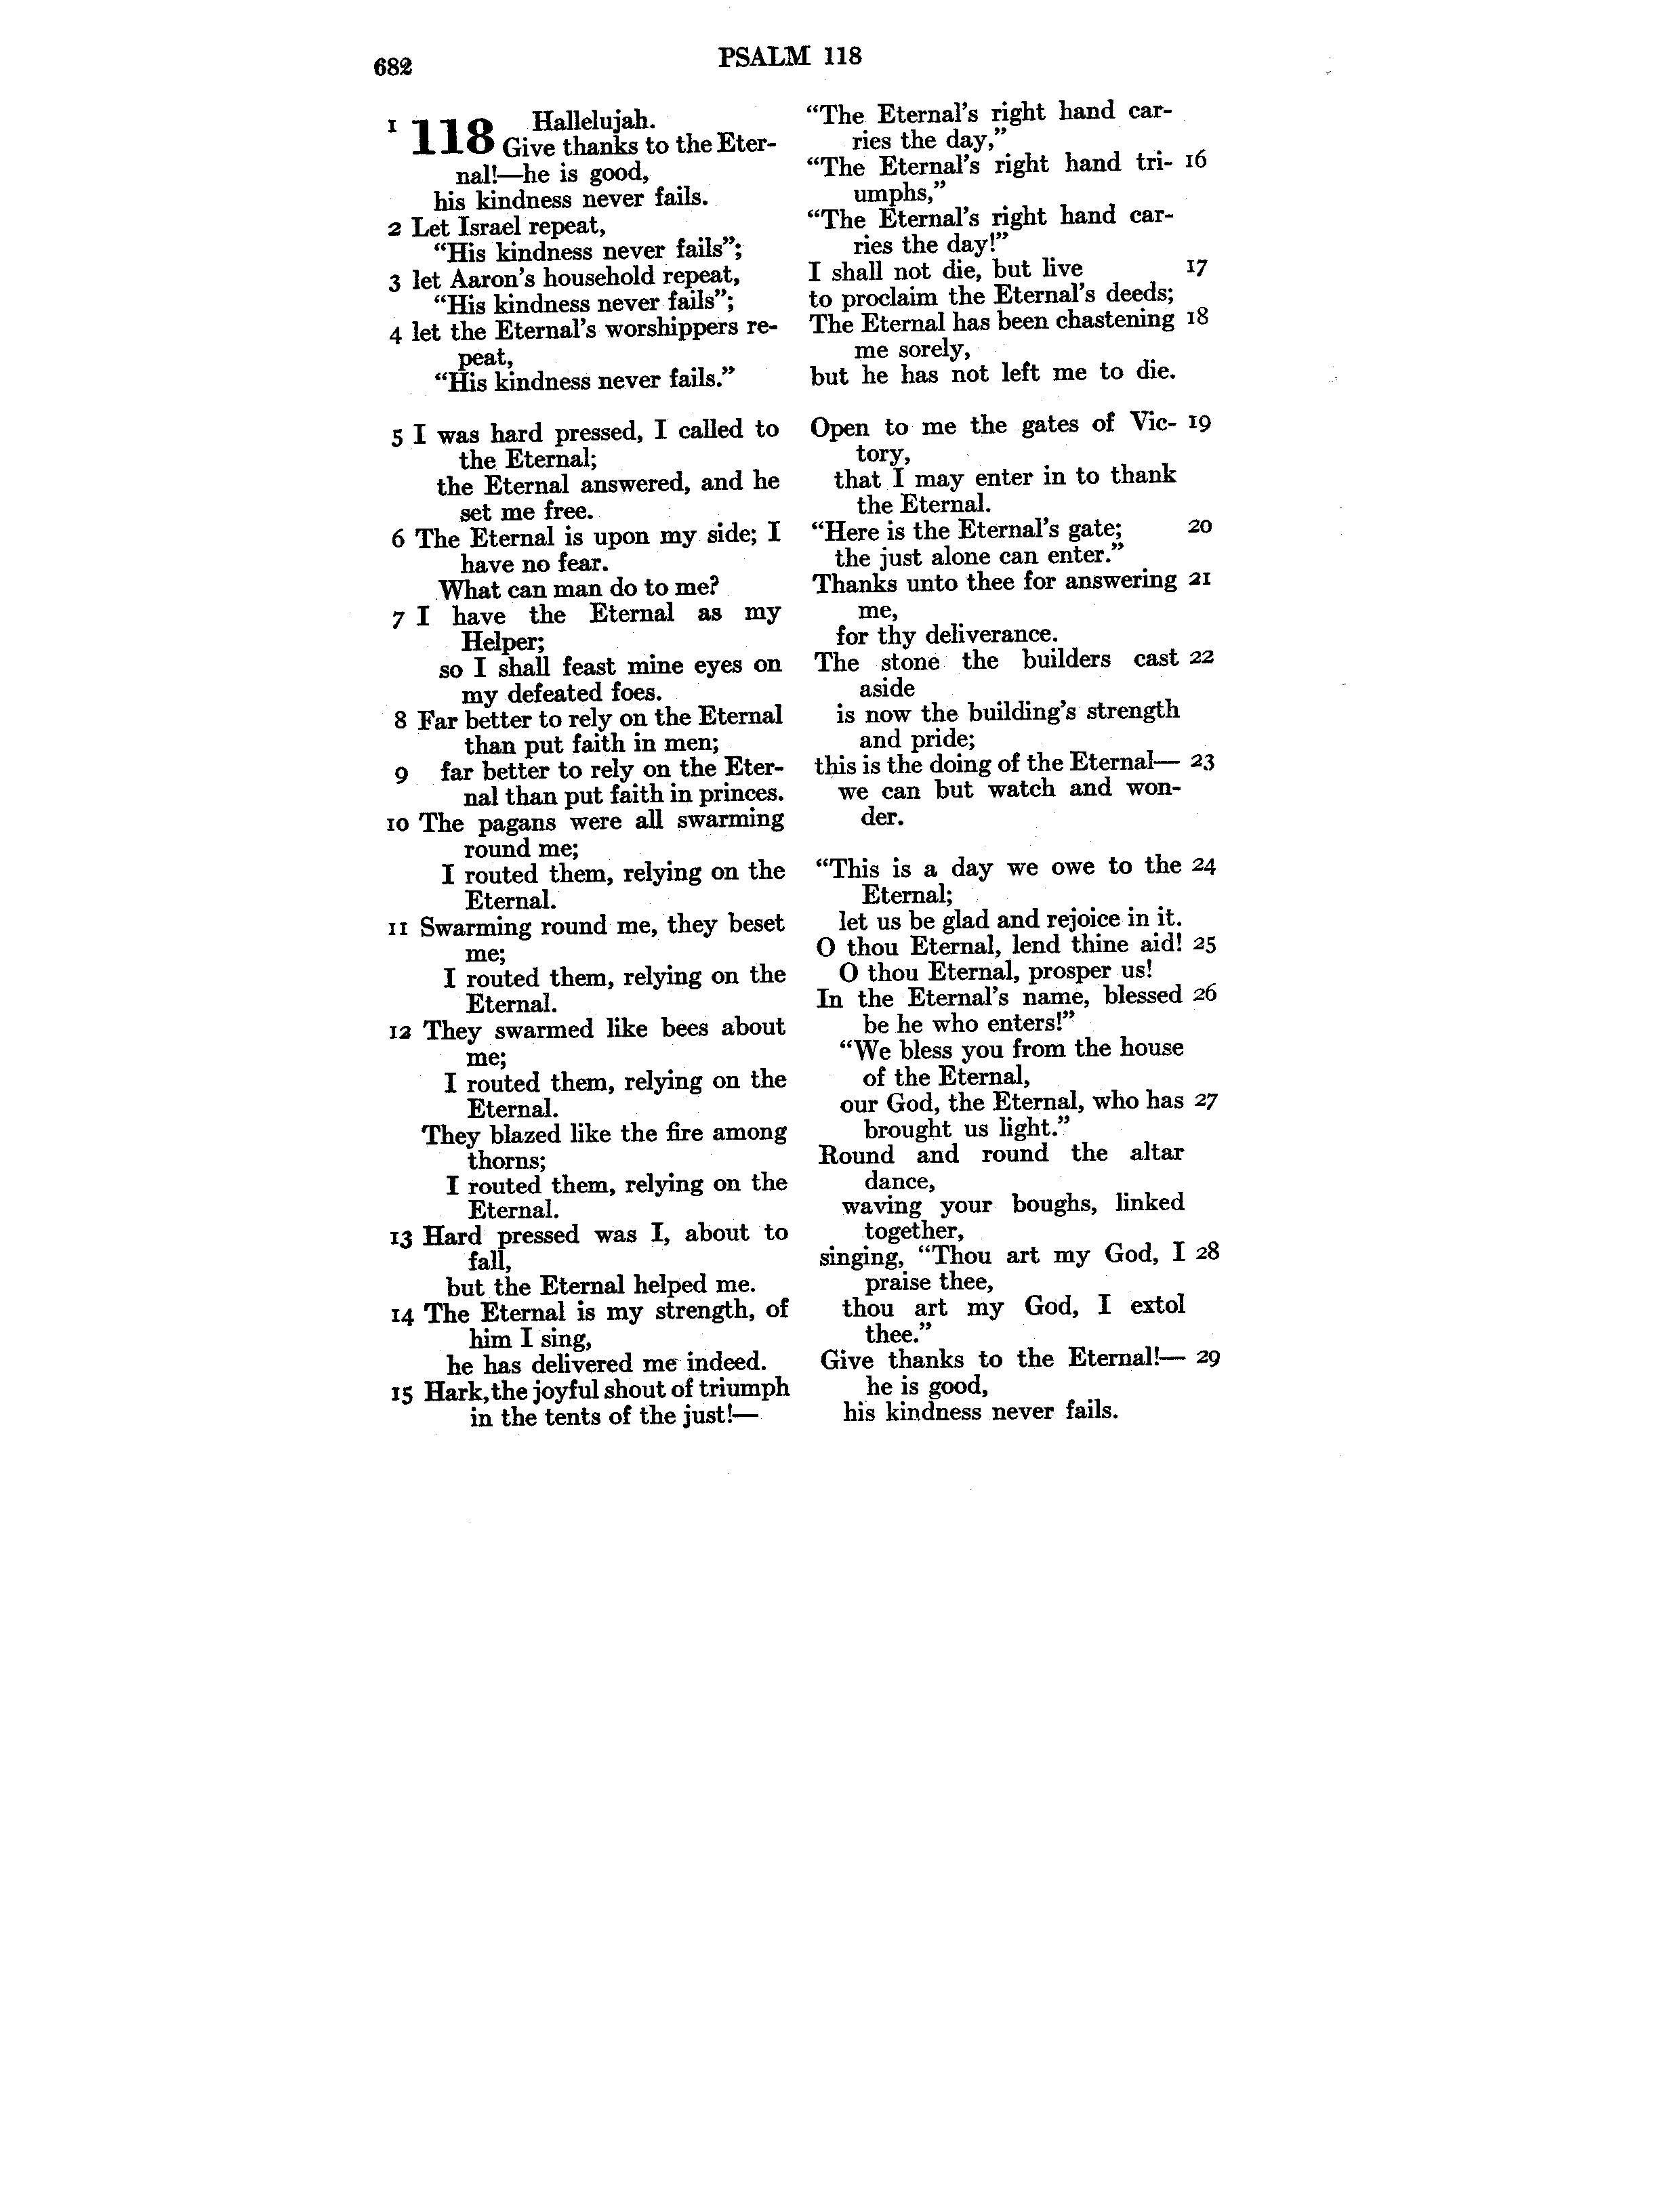 682
PSALM 118
1 118 Hallelujah.
Give thanks to the Eter-
nal!—he is good,
his kindness never fails.
2 Let Israel repeat,
“His kindness never fails”;
3 let Aaron’s household repeat,
“His kindness never fails”;
4 let the Eternal’s worshippers re-
peat,
“His kindness never fails.”
5 I was hard pressed, I called to
the Eternal;
the Eternal answered, and he
set me free.
6 The Eternal is upon my side; I
have no fear.
What can man do to me?
7 I have the Eternal as my
Helper;
so I shall feast mine eyes on
my defeated foes.
8 Far better to rely on the Eternal
than put faith in men;
9 far better to rely on the Eter-
nal than put faith in princes.
10 The pagans were all swarming
round me;
I routed them, relying on the
Eternal.
11 Swarming round me, they beset
me;
I routed them, relying on the
Eternal.
12 They swarmed like bees about
me;
I routed them, relying on the
Eternal.
They blazed like the fire among
thorns;
I routed them, relying on the
Eternal.
13 Hard pressed was I, about to
fall,
but the Eternal helped me.
14 The Eternal is my strength, of
him I sing,
he has delivered me indeed.
15 Hark, the joyful shout of triumph
in the tents of the just!—
“The Eternal’s right hand car-
ries the day,”
“The Eternal’s right hand tri- 16
umphs,”
“The Eternal’s right hand car-
ries the day!”
I shall not die, but live 17
to proclaim the Eternal’s deeds;
The Eternal has been chastening 18
me sorely,
but he has not left me to die.
Open to me the gates of Vic- 19
tory,
that I may enter in to thank
the Eternal.
“Here is the Eternal’s gate; 20
the just alone can enter.”
Thanks unto thee for answering 21
me,
for thy deliverance.
The stone the builders cast 22
aside
is now the building’s strength
and pride;
this is the doing of the Eternal— 23
we can but watch and won-
der.
“This is a day we owe to the 24
Eternal;
let us be glad and rejoice in it.
O thou Eternal, lend thine aid! 25
O thou Eternal, prosper us!
In the Eternal’s name, blessed 26
be he who enters!”
“We bless you from the house
of the Eternal,
our God, the Eternal, who has 27
brought us light.”
Round and round the altar
dance,
waving your boughs, linked
together,
singing, “Thou art my God, I 28
praise thee,
thou art my God, I extol
thee.”
Give thanks to the Eternal!— 29
he is good,
his kindness never fails.